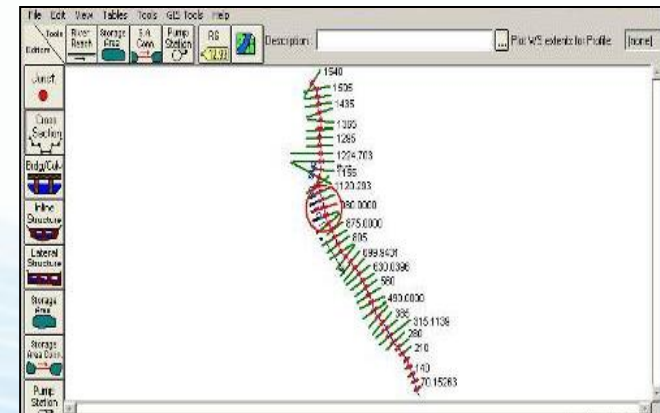 File Edit View Tables Tools GIS Tools Help
Tools
Editors
River
Reach
Storage
Area
S.A.
Conn.
Pump
Station
RS
Description:
...
Plot WS extents for Profile:
(none)
Junct.
Cross
Section
Brdg/Culv
Inline
Structure
Lateral
Structure
Storage
Area
Storage
Area Conn.
Pump
Station
1540
1505
1435
1365
1295
1224.703
1155
1120.293
980.0000
875.0000
805
699.9431
630.0396
560
490.0000
385
315.1139
280
210
140
70.15263